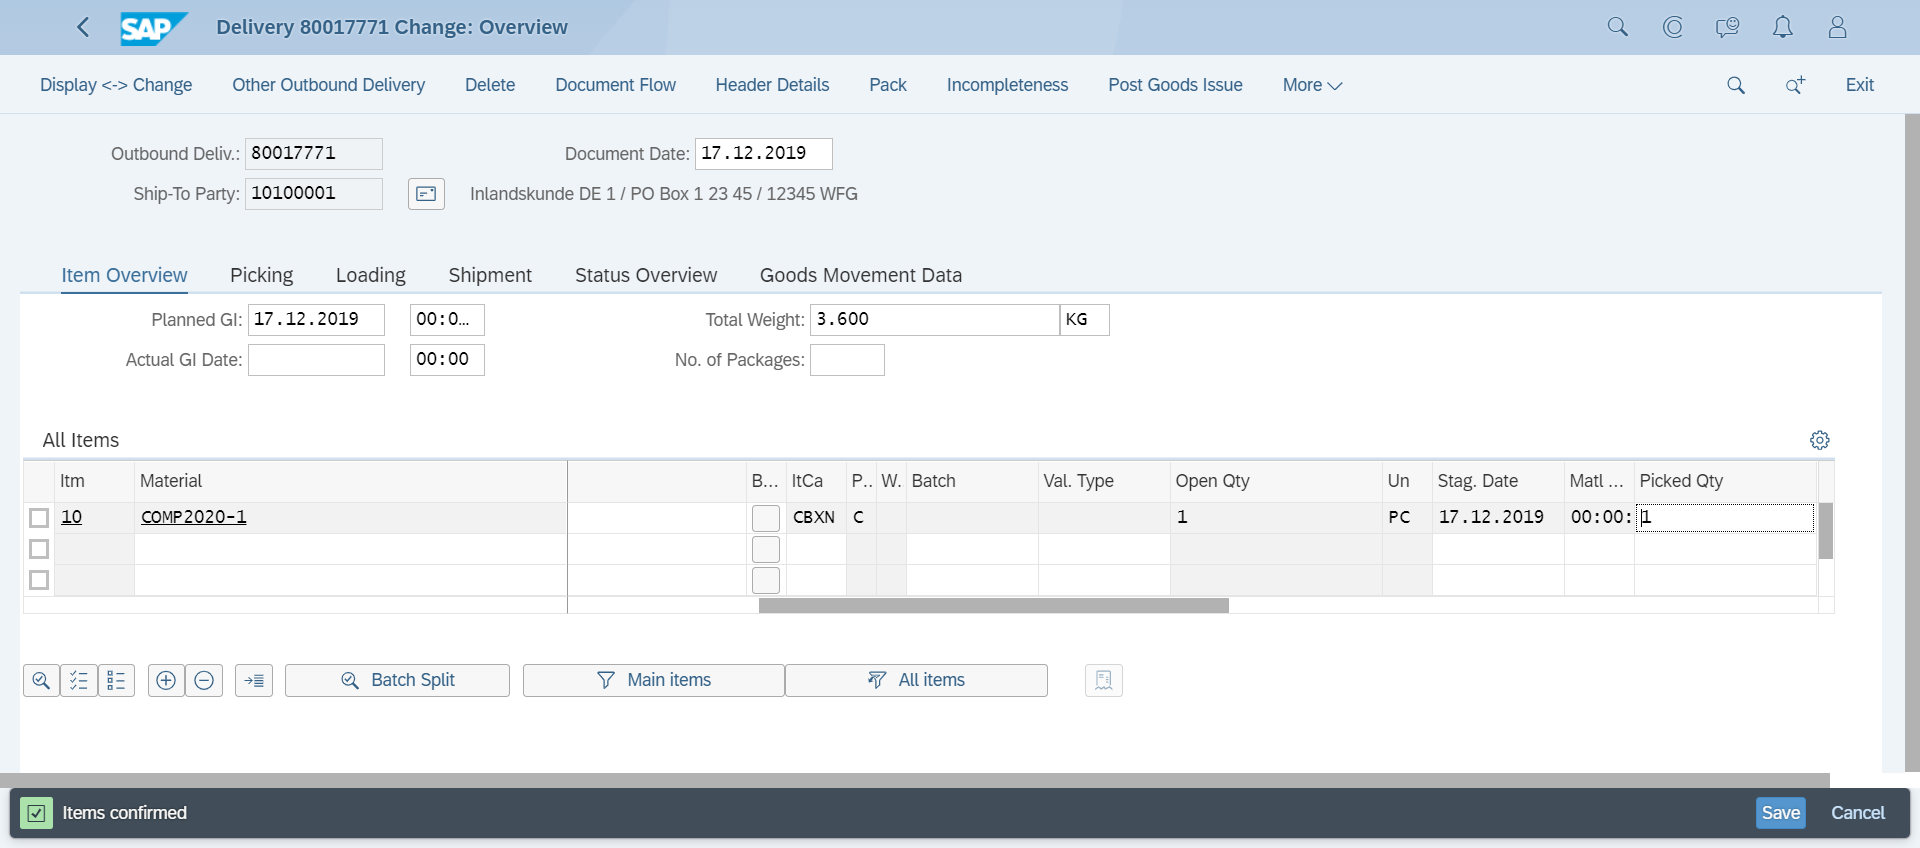 SAP Delivery 80017771 Change: Overview
Display <-> Change Other Outbound Delivery Delete Document Flow Header Details Pack Incompleteness Post Goods Issue More Exit
Outbound Deliv.: 80017771 Document Date: 17.12.2019
Ship-To Party: 10100001 Inlandskunde DE 1 / PO Box 1 23 45 / 12345 WFG
Item Overview Picking Loading Shipment Status Overview Goods Movement Data
Planned GI: 17.12.2019 00:0... Total Weight: 3.600 KG
Actual GI Date: 00:00 No. of Packages:
All Items
Itm Material B... ItCa P.. W. Batch Val. Type Open Qty Un Stag. Date Matl ... Picked Qty
10 COMP2020-1 CBXN C 1 PC 17.12.2019 00:00: 1
Batch Split Main items All items
Items confirmed Save Cancel